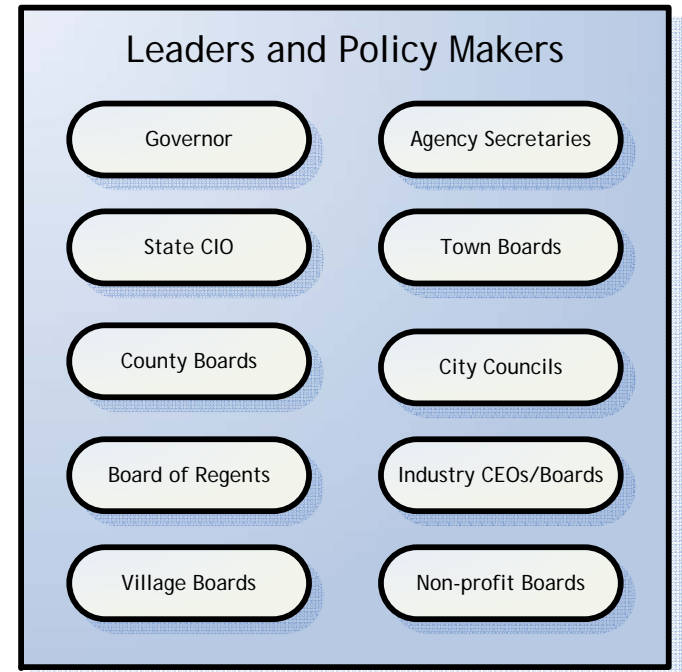 Leaders and Policy Makers
Governor
Agency Secretaries
State CIO
Town Boards
County Boards
City Councils
Board of Regents
Industry CEOs/Boards
Village Boards
Non-profit Boards